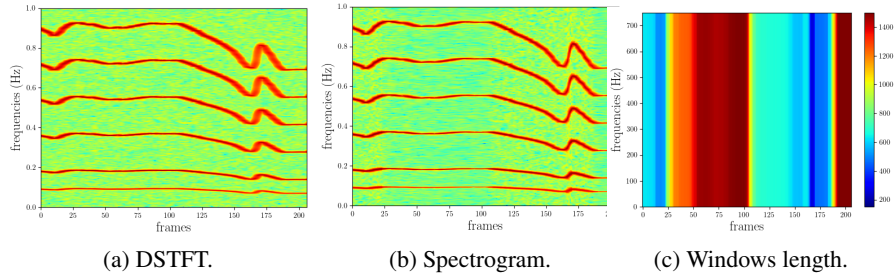 1.0
0.8
0.6
0.4
0.2
0.0
frequencies (Hz)
0 25 50 75 100 125 150 175
frames
(a) DSTFT.
1.0
0.8
0.6
0.4
0.2
0.0
frequencies (Hz)
0 25 50 75 100 125 150 175
frames
(b) Spectrogram.
700
600
500
400
300
200
100
0
frequencies (Hz)
0 25 50 75 100 125 150 175 200
frames
1400
1200
1000
800
600
400
200
(c) Windows length.